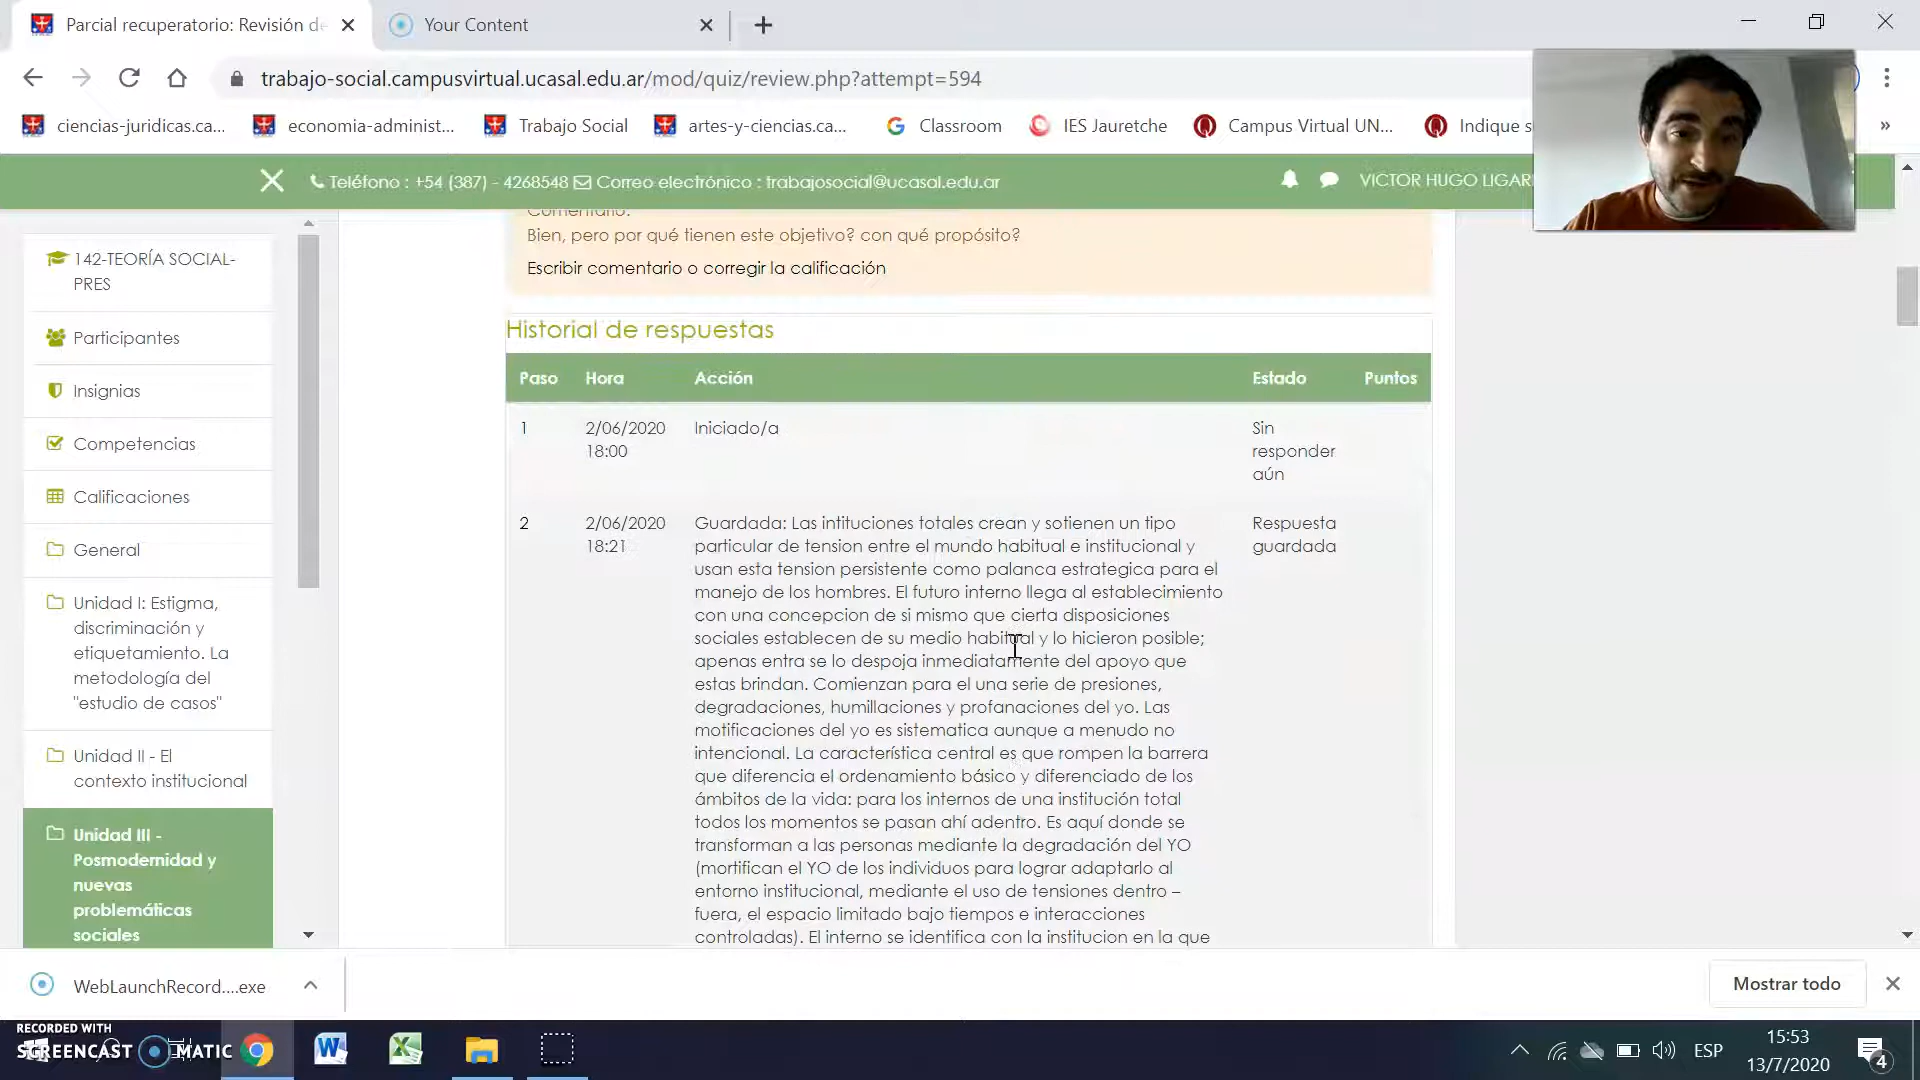 Parcial recuperatorio: Revisión de
Your Content
trabajo-social.campusvirtual.ucasal.edu.ar/mod/quiz/review.php?attempt=594
ciencias-juridicas.ca...
economia-administ...
Trabajo Social
artes-y-ciencias.ca...
Classroom
IES Jauretche
Campus Virtual UN...
Indique s
»
Teléfono : +54 (387) - 4268548
Correo electrónico : trabajosocial@ucasal.edu.ar
VICTOR HUGO LIGAR
142-TEORÍA SOCIAL-
PRES
Participantes
Insignias
Competencias
Calificaciones
General
Unidad I: Estigma,
discriminación y
etiquetamiento. La
metodología del
"estudio de casos"
Unidad II - El
contexto institucional
Unidad III -
Posmodernidad y
nuevas
problemáticas
sociales
Comentario:
Bien, pero por qué tienen este objetivo? con qué propósito?
Escribir comentario o corregir la calificación
Historial de respuestas
Paso Hora Acción Estado Puntos
1
2/06/2020
18:00
Iniciado/a
Sin
responder
aún
2
2/06/2020
18:21
Guardada: Las intituciones totales crean y sotienen un tipo
particular de tension entre el mundo habitual e institucional y
usan esta tension persistente como palanca estrategica para el
manejo de los hombres. El futuro interno llega al establecimiento
con una concepcion de si mismo que cierta disposiciones
sociales establecen de su medio habitual y lo hicieron posible;
apenas entra se lo despoja inmediatamente del apoyo que
estas brindan. Comienzan para el una serie de presiones,
degradaciones, humillaciones y profanaciones del yo. Las
motificaciones del yo es sistematica aunque a menudo no
intencional. La característica central es que rompen la barrera
que diferencia el ordenamiento básico y diferenciado de los
ámbitos de la vida: para los internos de una institución total
todos los momentos se pasan ahí adentro. Es aquí donde se
transforman a las personas mediante la degradación del YO
(mortifican el YO de los individuos para lograr adaptarlo al
entorno institucional, mediante el uso de tensiones dentro –
fuera, el espacio limitado bajo tiempos e interacciones
controladas). El interno se identifica con la institucion en la que
Respuesta
guardada
WebLaunchRecord....exe
Mostrar todo
RECORDED WITH
SCREENCAST MATIC
ESP
15:53
13/7/2020
4